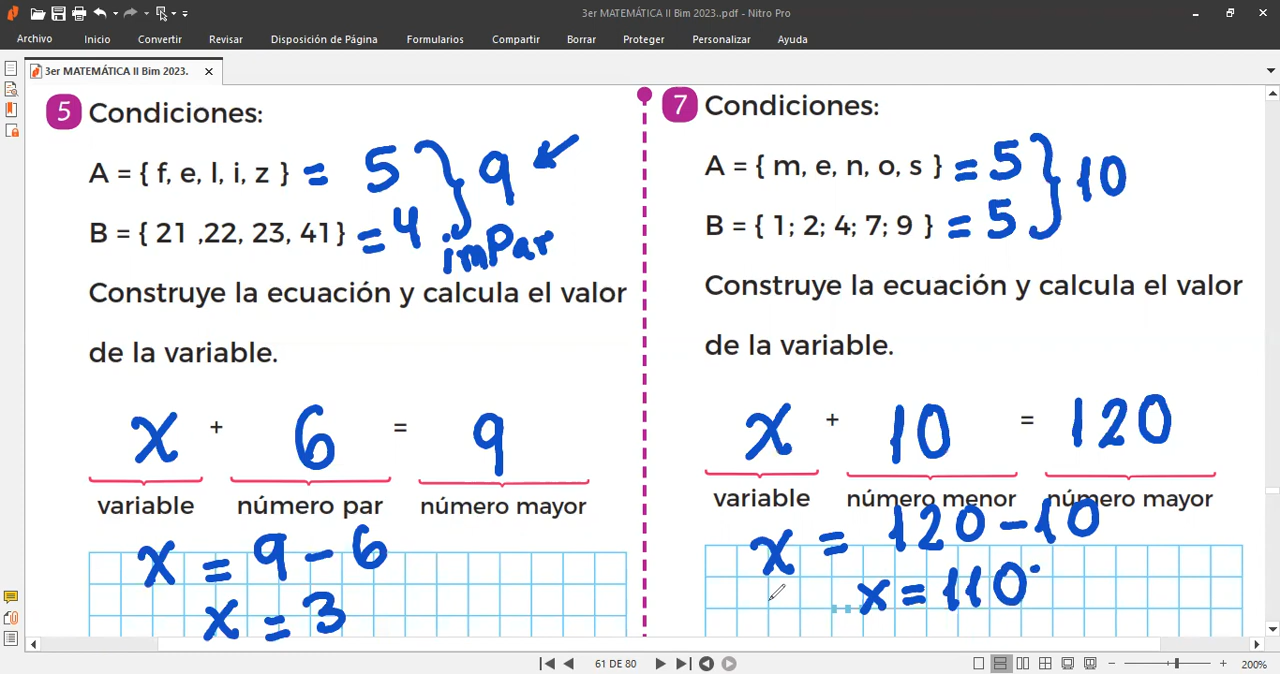 3er MATEMÁTICA II Bim 2023..pdf - Nitro Pro
Archivo Inicio Convertir Revisar Disposición de Página Formularios Compartir Borrar Proteger Personalizar Ayuda
3er MATEMÁTICA II Bim 2023. ×
5 Condiciones:
A = { f, e, l, i, z } = 5 } 9
B = { 21 ,22, 23, 41} = 4 impar
Construye la ecuación y calcula el valor
de la variable.
x + 6 = 9
variable número par número mayor
x = 9 - 6
x = 3
7 Condiciones:
A = { m, e, n, o, s } = 5 } 10
B = { 1; 2; 4; 7; 9 } = 5
Construye la ecuación y calcula el valor
de la variable.
x + 10 = 120
variable número menor número mayor
x = 120 - 10
x = 110
61 DE 80
200%